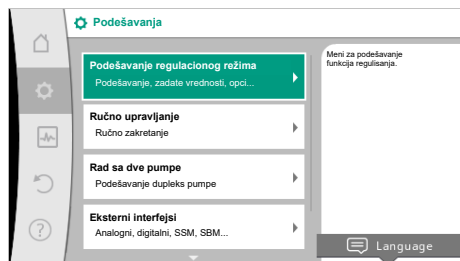 Podešavanja
Podešavanje regulacionog režima
Podešavanje, zadate vrednosti, opci...
Ručno upravljanje
Ručno zakretanje
Rad sa dve pumpe
Podešavanje dupleks pumpe
Eksterni interfejsi
Analogni, digitalni, SSM, SBM...
Meni za podešavanje
funkcija regulisanja.
Language